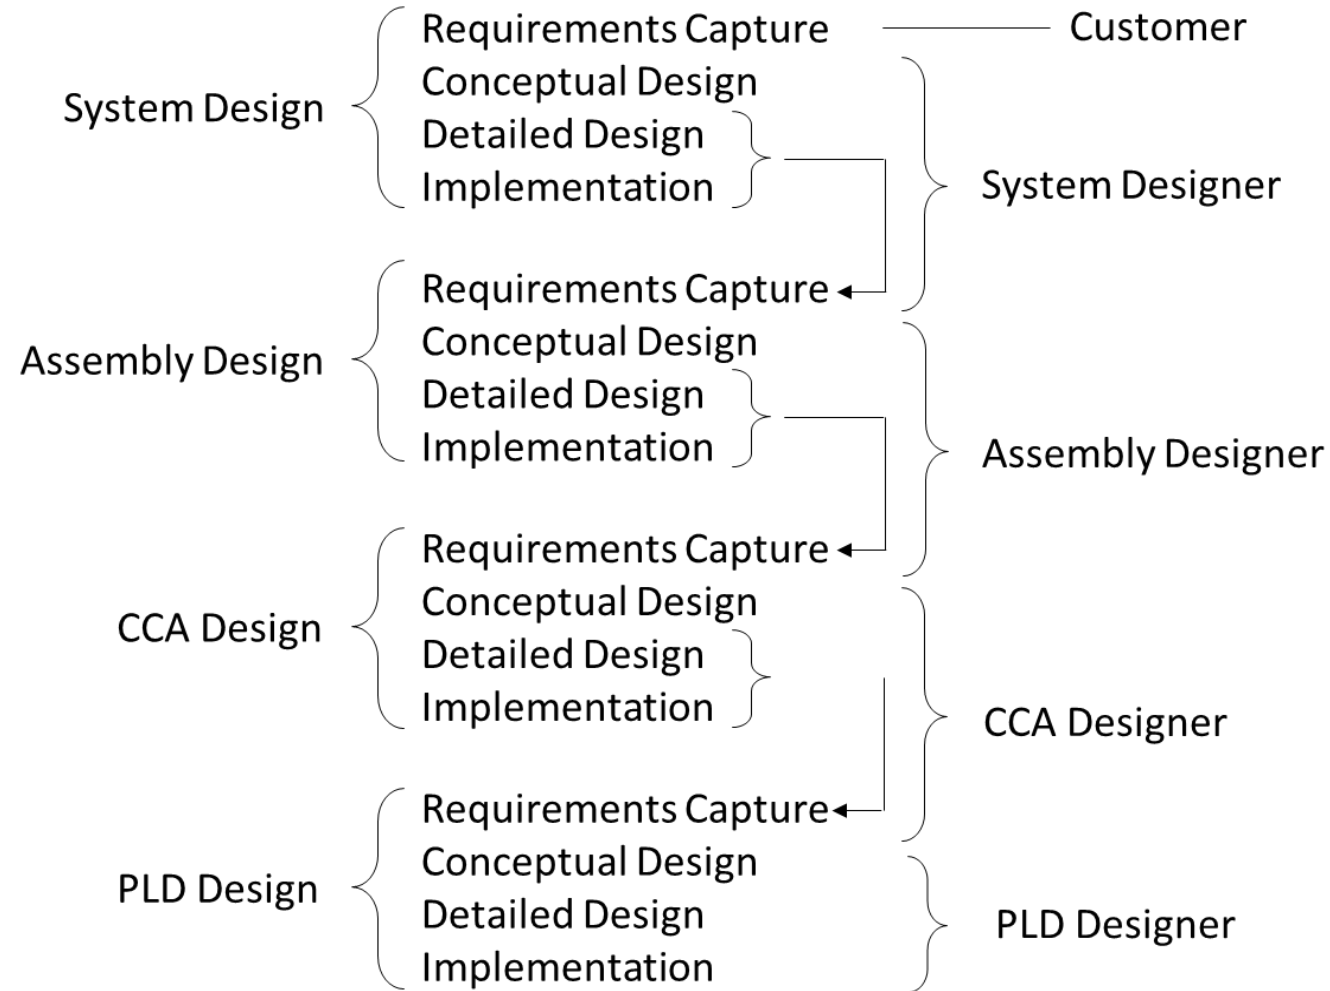 Requirements Capture
Customer
Conceptual Design
System Design
Detailed Design
Implementation
System Designer
Requirements Capture
Conceptual Design
Assembly Design
Detailed Design
Implementation
Assembly Designer
Requirements Capture
Conceptual Design
CCA Design
Detailed Design
Implementation
CCA Designer
Requirements Capture
Conceptual Design
PLD Design
Detailed Design
PLD Designer
Implementation